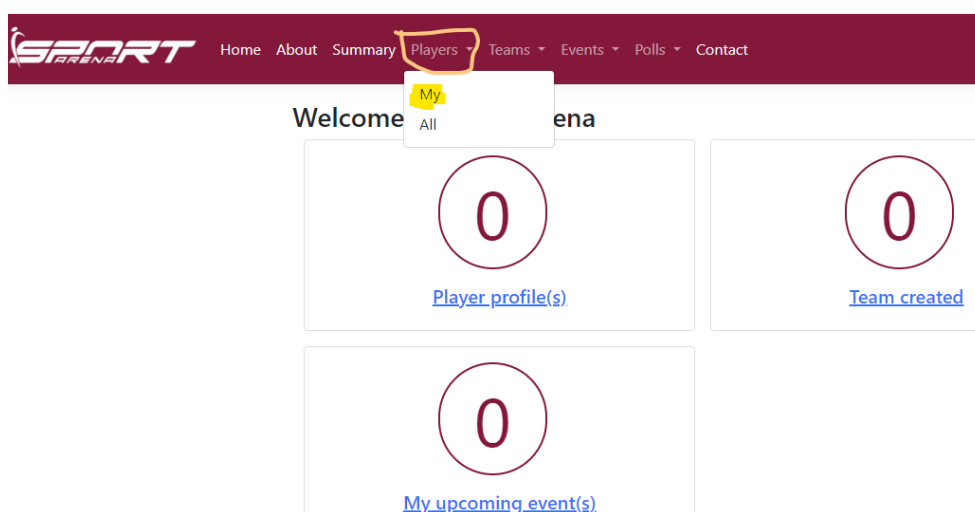 SPORT
ARENA
Home About Summary Players Teams Events Polls Contact
My
All
Welcome ena
0
Player profile(s)
0
Team created
0
My upcoming event(s)